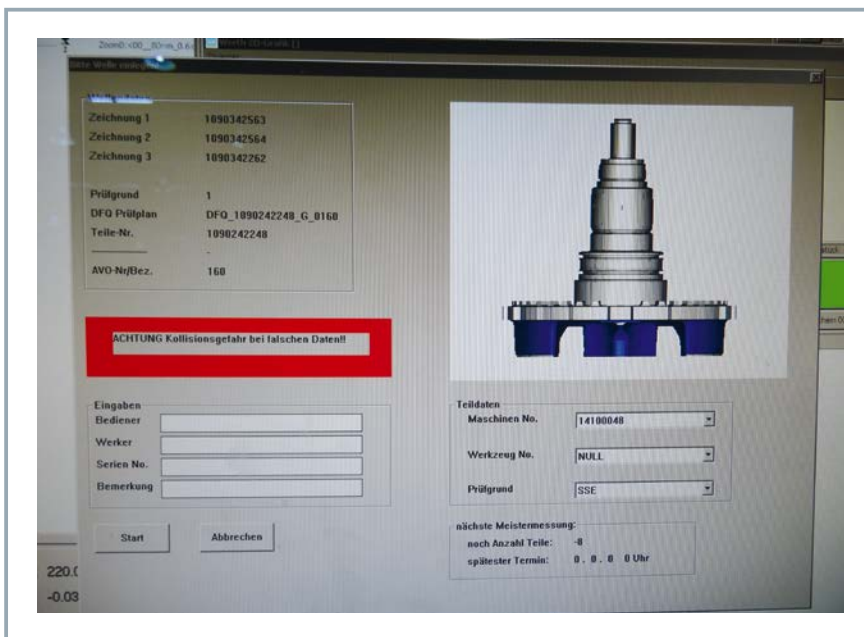 Zeichnung 1 1090342563
Zeichnung 2 1090342564
Zeichnung 3 1090342262
Prüfgrund 1
DFQ Prüfplan DFQ_1090242248_G_0160
Teile-Nr. 1090242248
-
AVO-Nr/Bez. 160
ACHTUNG Kollisionsgefahr bei falschen Daten!!
Eingaben
Bediener
Werker
Serien No.
Bemerkung
Start Abbrechen
Teildaten
Maschinen No. 14100048
Werkzeug No. NULL
Prüfgrund SSE
nächste Meistermessung:
noch Anzahl Teile: -8
spätester Termin: 0 . 0 . 0 0 Uhr
-0.03